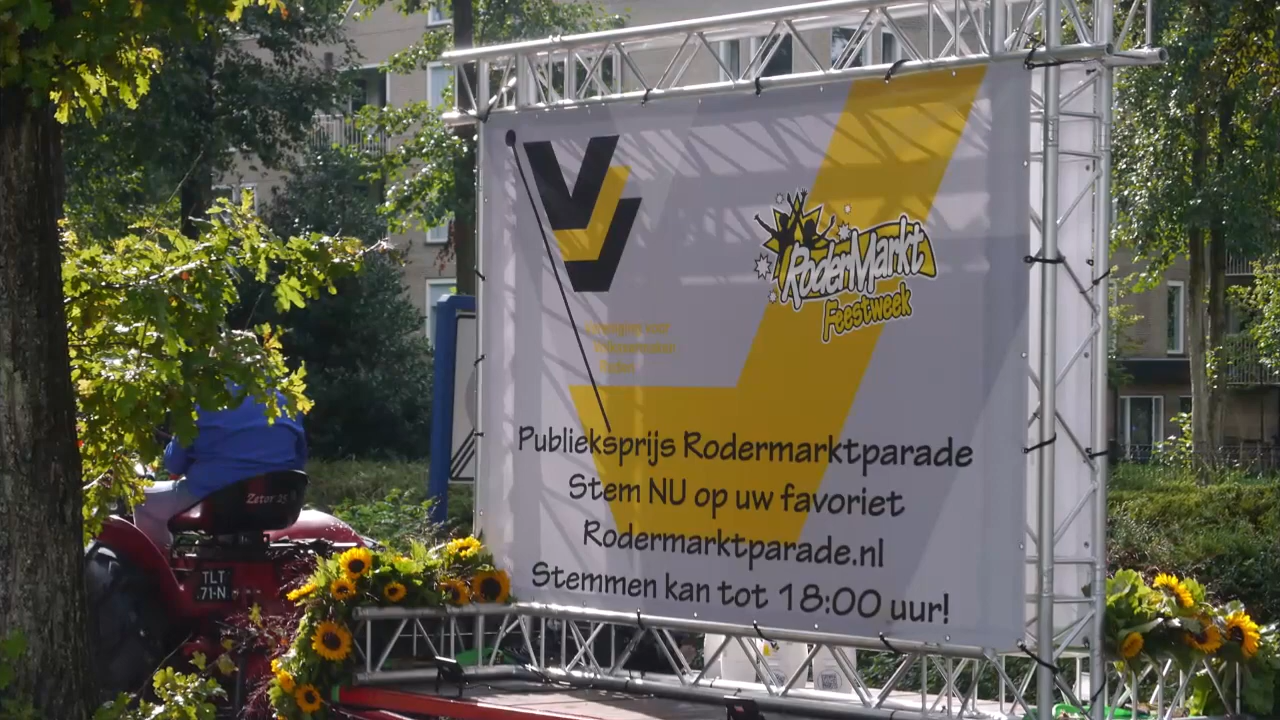 RoderMarkt
Feestweek
Publieksprijs Rodermarktparade
Stem NU op uw favoriet
Rodermarktparade.nl
Stemmen kan tot 18:00 uur!
Zetor 25
TLT
71-N